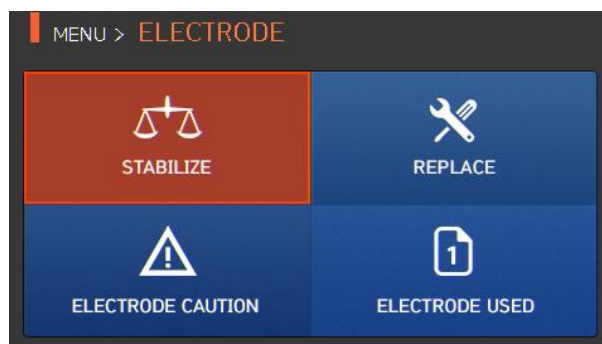 MENU > ELECTRODE
STABILIZE
REPLACE
ELECTRODE CAUTION
1
ELECTRODE USED